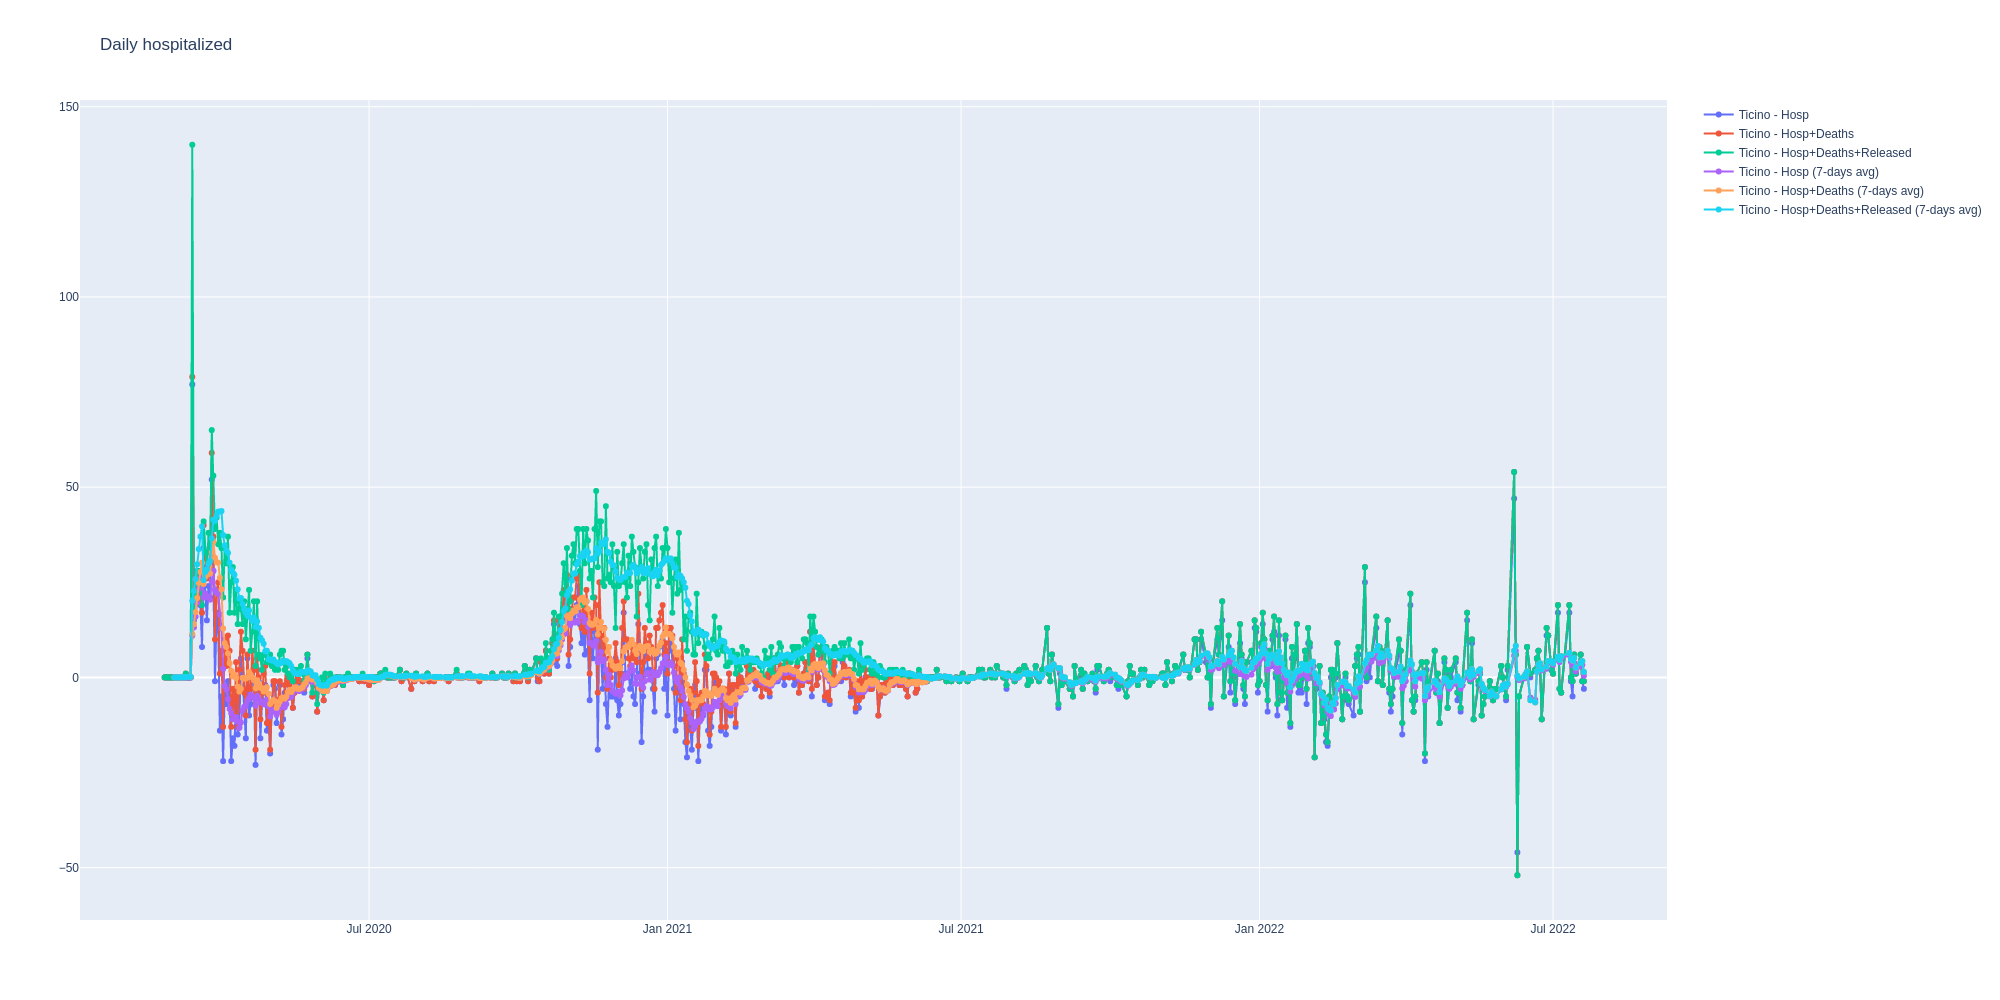 Daily hospitalized
150
100
50
0
−50
Jul 2020
Jan 2021
Jul 2021
Jan 2022
Jul 2022
Ticino - Hosp
Ticino - Hosp+Deaths
Ticino - Hosp+Deaths+Released
Ticino - Hosp (7-days avg)
Ticino - Hosp+Deaths (7-days avg)
Ticino - Hosp+Deaths+Released (7-days avg)